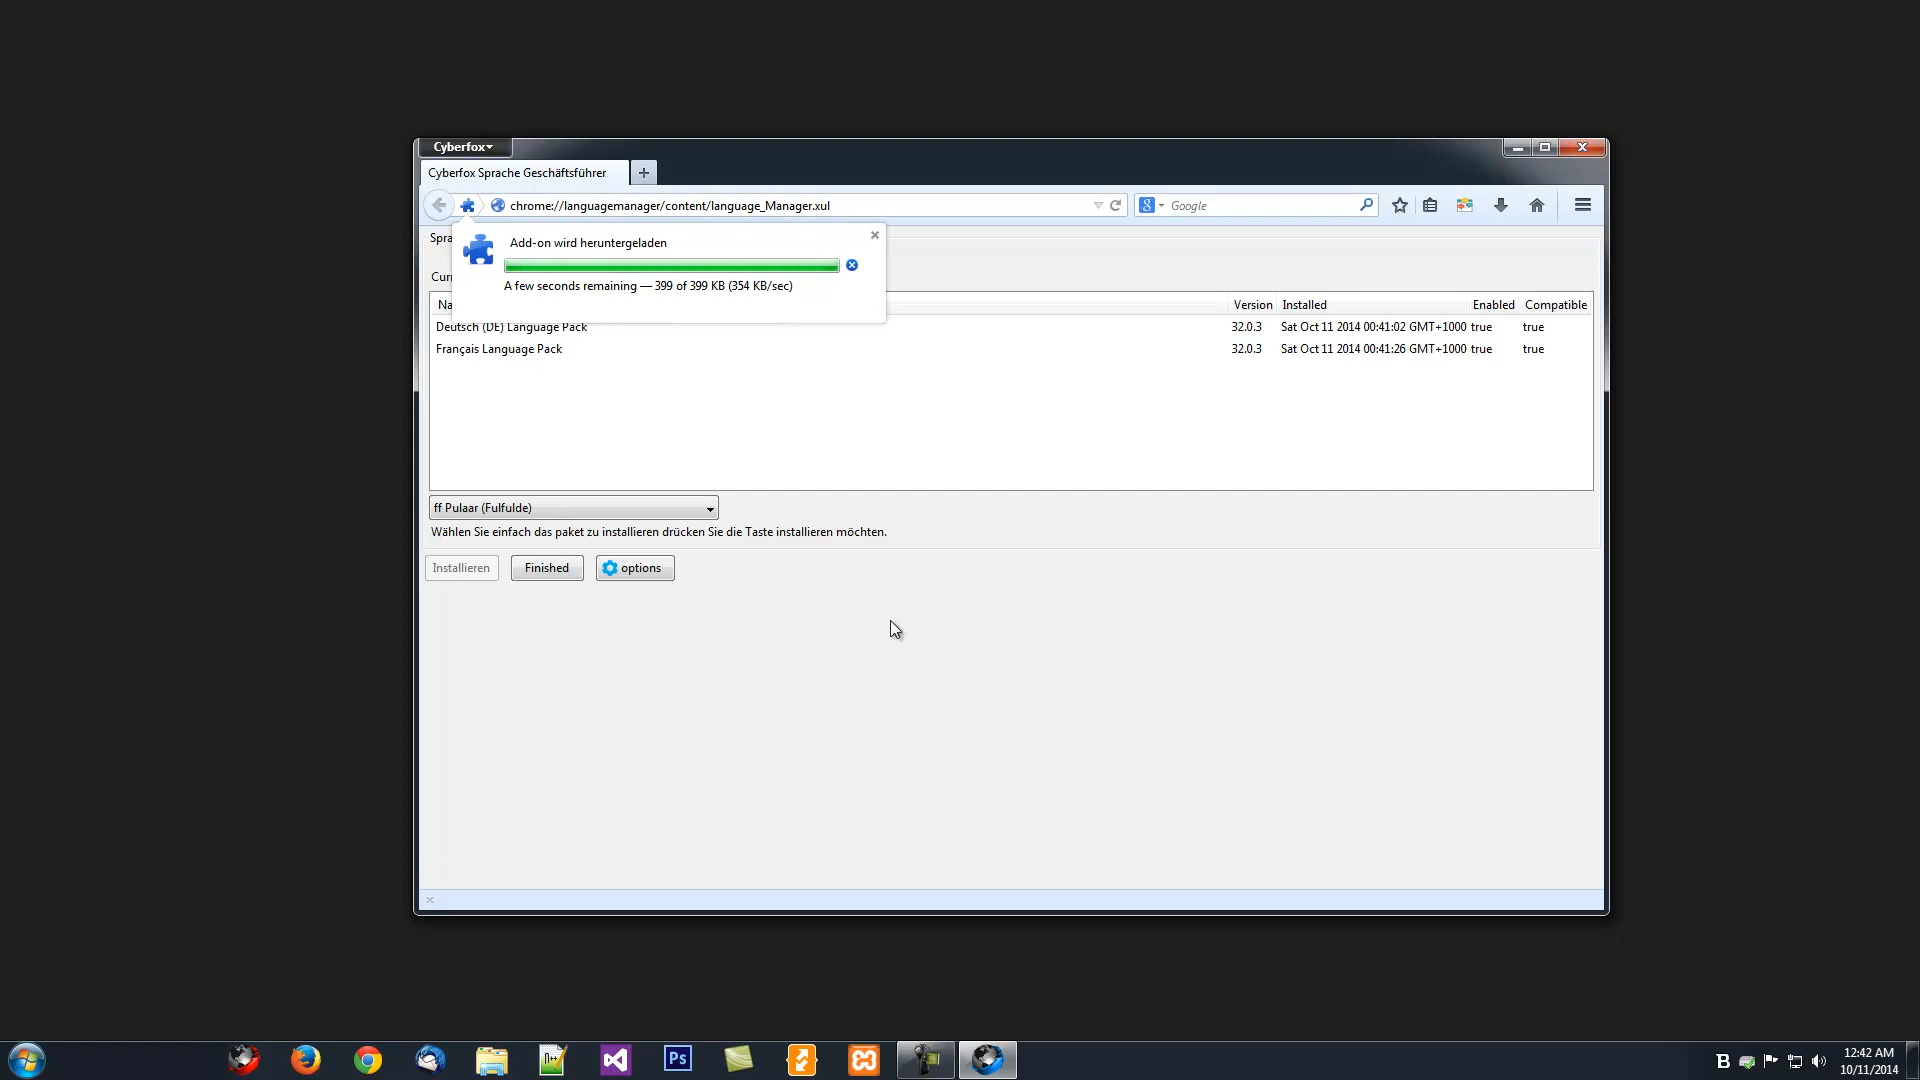 Cyberfox
Cyberfox Sprache Geschäftsführer
chrome://languagemanager/content/language_Manager.xul
Google
Add-on wird heruntergeladen
A few seconds remaining — 399 of 399 KB (354 KB/sec)
Version Installed Enabled Compatible
Deutsch (DE) Language Pack 32.0.3 Sat Oct 11 2014 00:41:02 GMT+1000 true true
Français Language Pack 32.0.3 Sat Oct 11 2014 00:41:26 GMT+1000 true true
ff Pulaar (Fulfulde)
Wählen Sie einfach das paket zu installieren drücken Sie die Taste installieren möchten.
Installieren Finished options
Ps
12:42 AM
10/11/2014